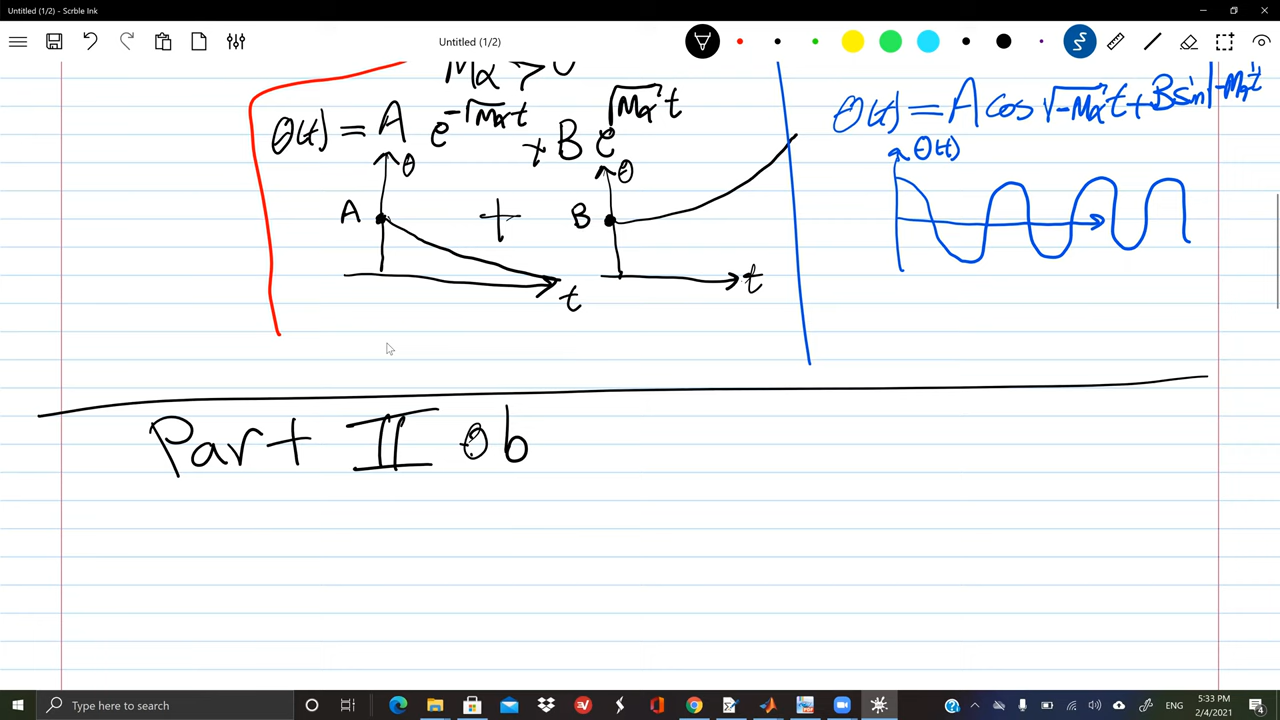 Untitled (1/2) - Scrble Ink
Untitled (1/2)
Mα > 0
θ(t) = A e^-√Mα t + B e^√Mα t
θ
A
t
+
θ
B
t
θ(t) = A cos √-Mα t + B sin √-Mα t
θ(t)
Part II θb
Type here to search
5:33 PM
2/4/2021
4